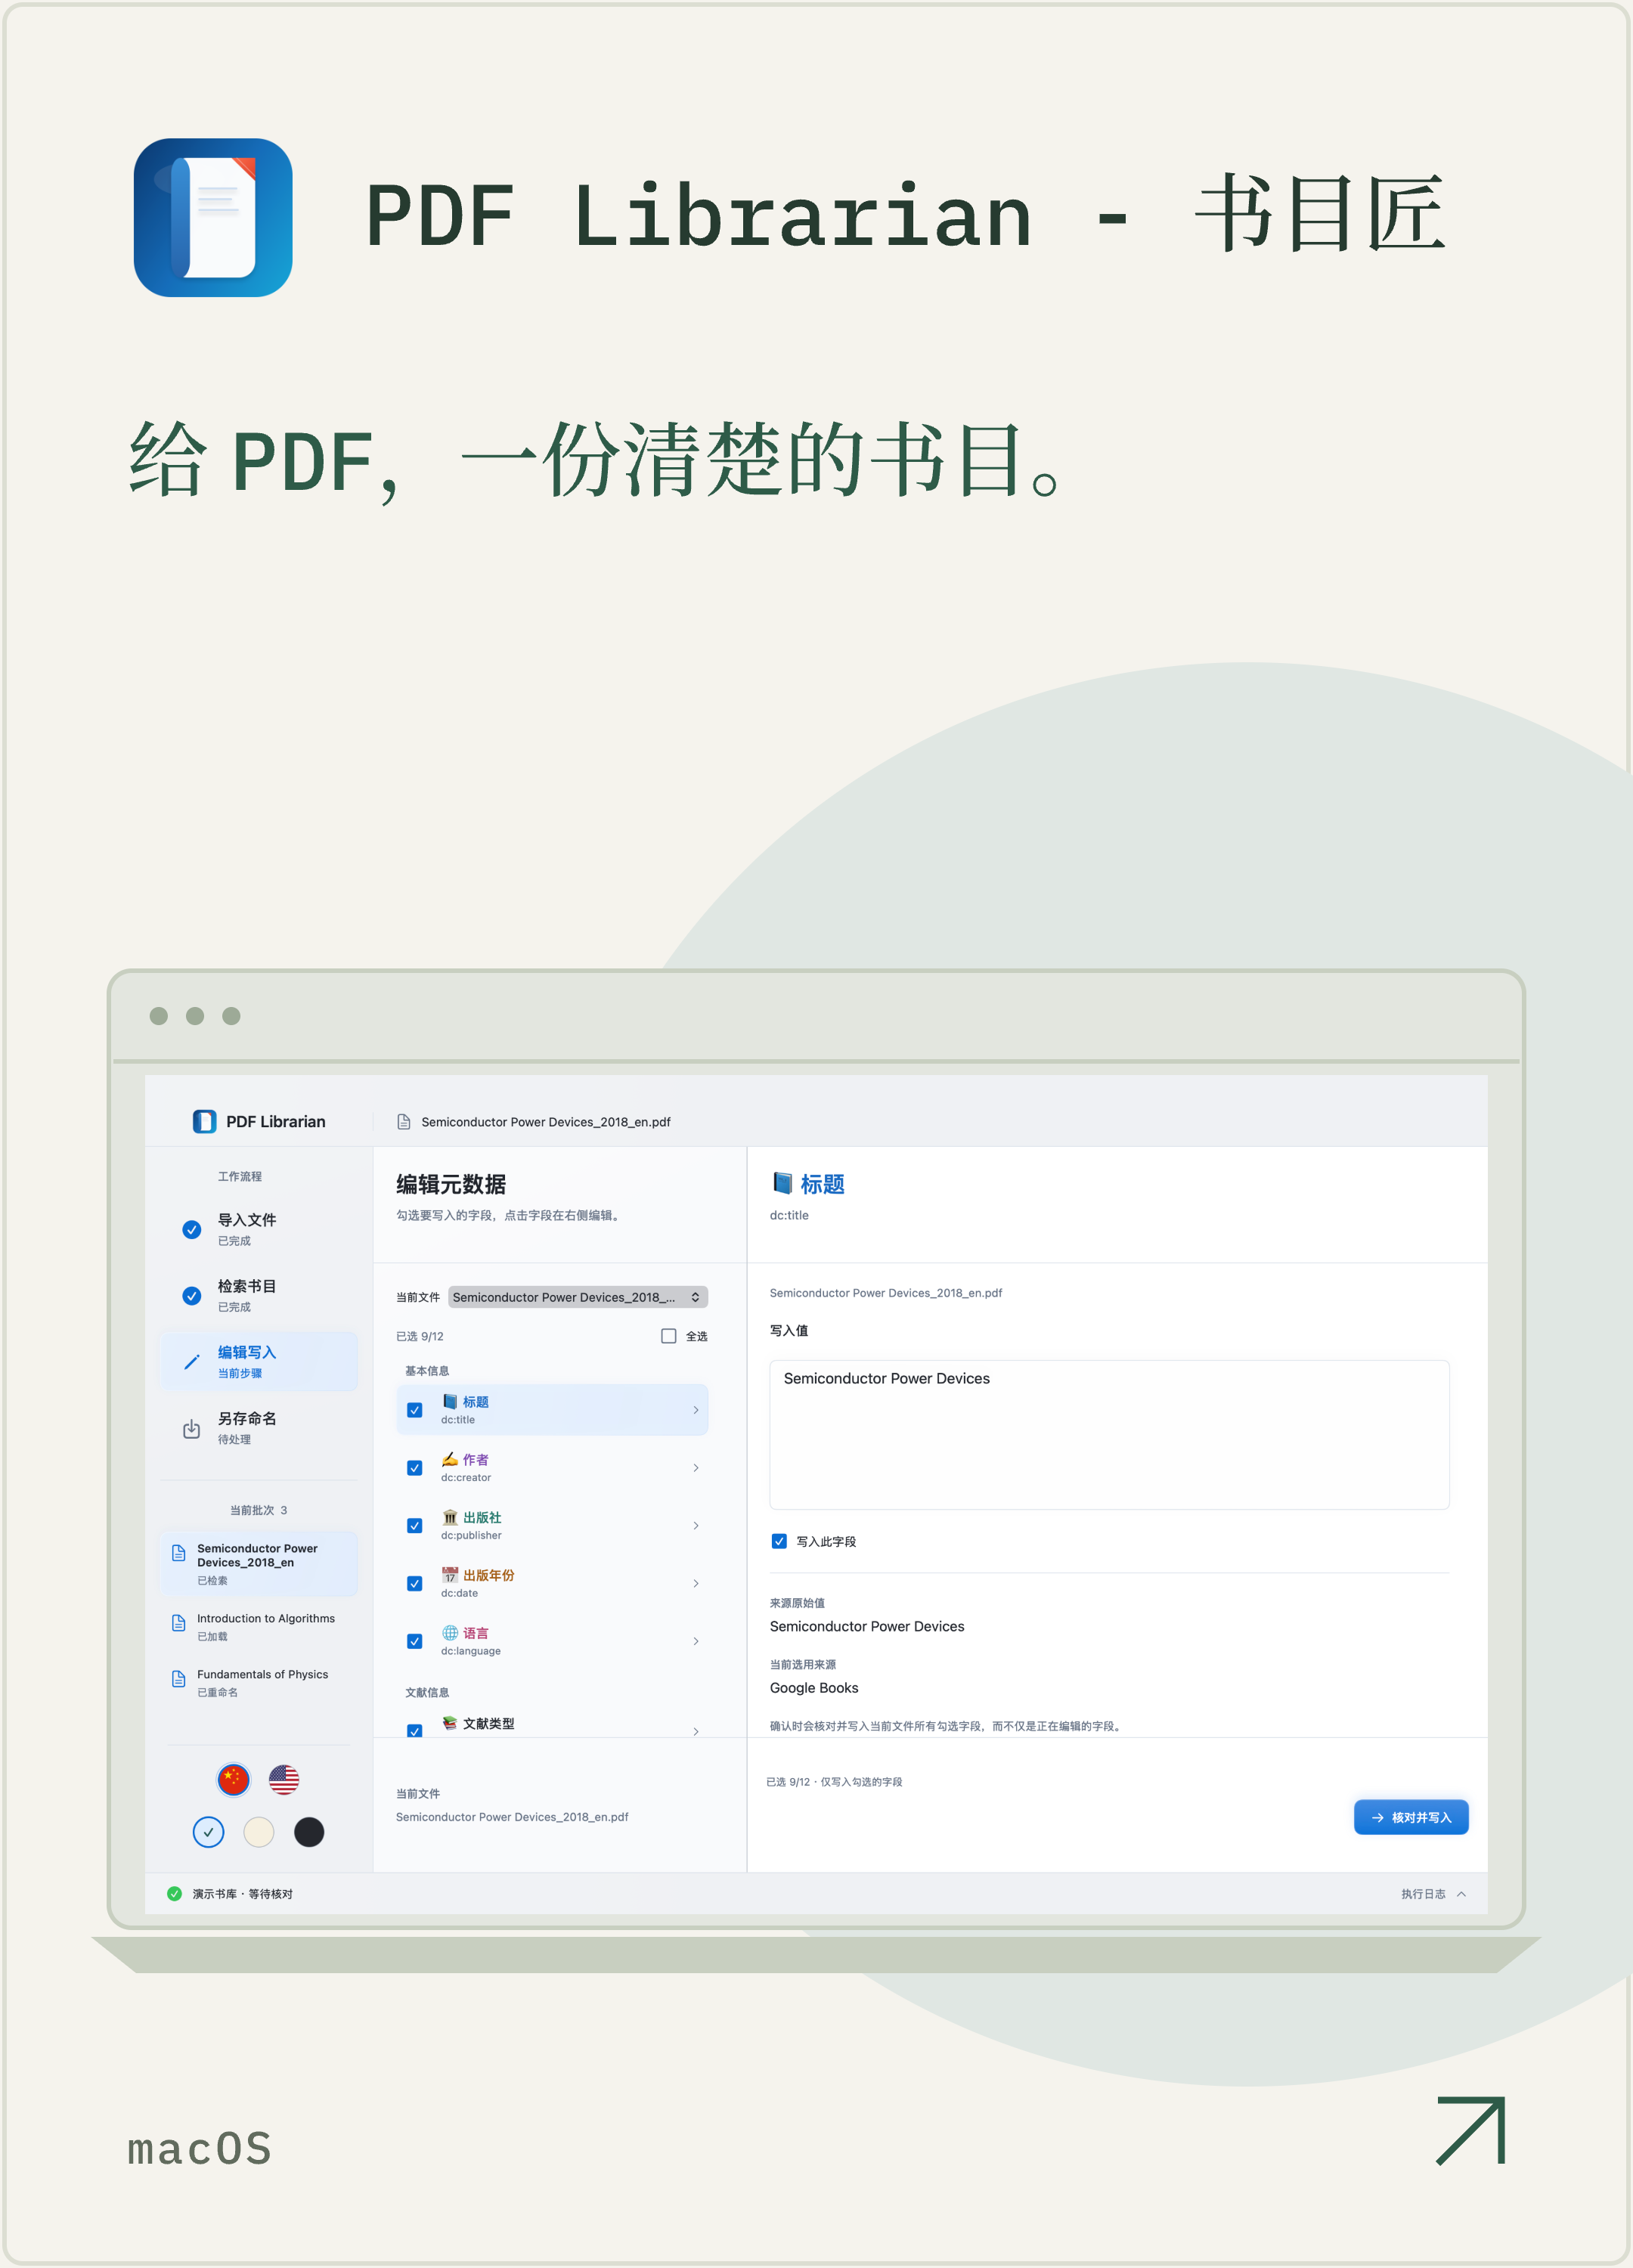 PDF Librarian - 书目匠
给 PDF，一份清楚的书目。
PDF Librarian
Semiconductor Power Devices_2018_en.pdf
工作流程
导入文件
已完成
检索书目
已完成
编辑写入
当前步骤
另存命名
待处理
当前批次 3
Semiconductor Power
Devices_2018_en
已检索
Introduction to Algorithms
已加载
Fundamentals of Physics
已重命名
编辑元数据
勾选要写入的字段，点击字段在右侧编辑。
当前文件 Semiconductor Power Devices_2018_...
已选 9/12 全选
基本信息
标题
dc:title
作者
dc:creator
出版社
dc:publisher
出版年份
dc:date
语言
dc:language
文献信息
文献类型
当前文件
Semiconductor Power Devices_2018_en.pdf
标题
dc:title
Semiconductor Power Devices_2018_en.pdf
写入值
Semiconductor Power Devices
写入此字段
来源原始值
Semiconductor Power Devices
当前选用来源
Google Books
确认时会核对并写入当前文件所有勾选字段，而不仅是正在编辑的字段。
已选 9/12 · 仅写入勾选的字段
→ 核对并写入
演示书库 · 等待核对
执行日志
macOS